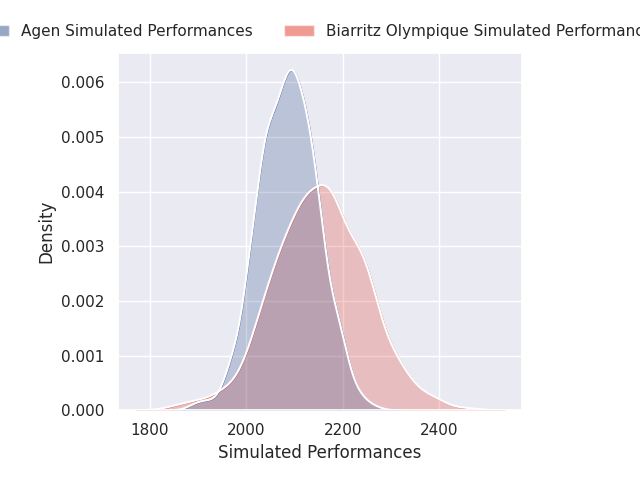 Agen Simulated Performances
Biarritz Olympique Simulated
0.006
0.005
0.004
0.003
0.002
0.001
0.000
Density
1800
2000
2200
2400
Simulated Performances